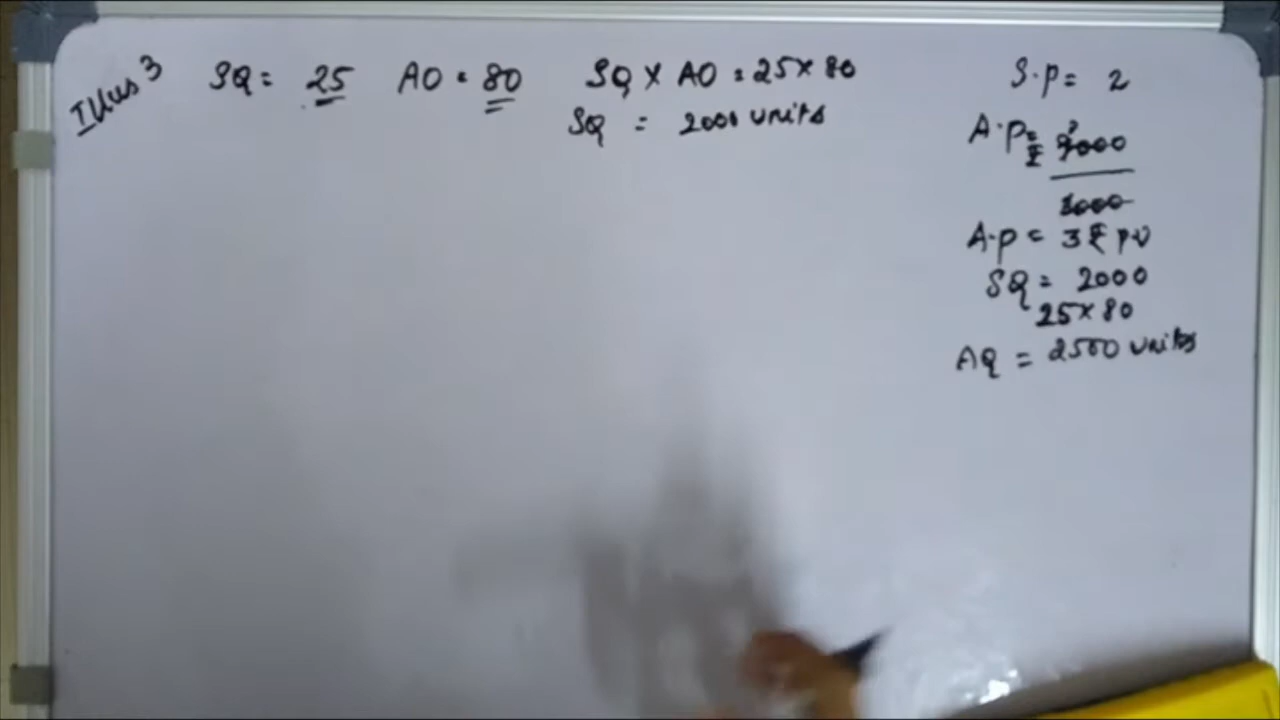 Illus 3 SQ = 25 AO = 80 SQ X AO = 25 x 80
SQ = 2000 units
S.p = 2
A.p = ₹ 9000
3000
A.p = 3 ₹ pu
SQ = 2000
25 x 80
AQ = 2500 units